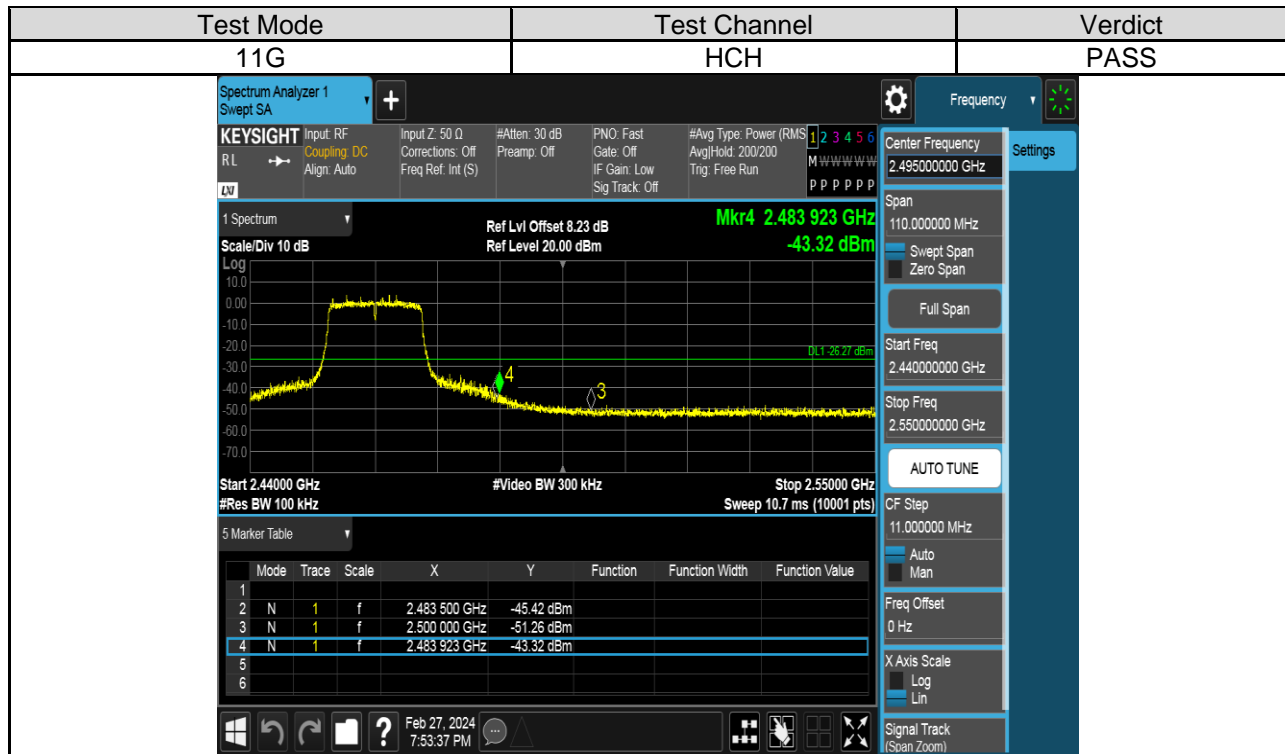 Test Mode Test Channel Verdict
11G HCH PASS
Spectrum Analyzer 1
Swept SA
+
Frequency
KEYSIGHT Input: RF Input Z: 50 Ω #Atten: 30 dB PNO: Fast #Avg Type: Power (RMS 1 2 3 4 5 6
RL Coupling: DC Corrections: Off Preamp: Off Gate: Off Avg|Hold: 200/200 M W W W W W
Align: Auto Freq Ref: Int (S) IF Gain: Low Trig: Free Run
LXI Sig Track: Off P P P P P P
1 Spectrum
Ref Lvl Offset 8.23 dB Mkr4 2.483 923 GHz
Scale/Div 10 dB Ref Level 20.00 dBm -43.32 dBm
Log
10.0
0.00
-10.0
-20.0
DL1 -26.27 dBm
-30.0
-40.0
-50.0
-60.0
-70.0
4
3
Start 2.44000 GHz #Video BW 300 kHz Stop 2.55000 GHz
#Res BW 100 kHz Sweep 10.7 ms (10001 pts)
5 Marker Table
Mode Trace Scale X Y Function Function Width Function Value
1
2 N 1 f 2.483 500 GHz -45.42 dBm
3 N 1 f 2.500 000 GHz -51.26 dBm
4 N 1 f 2.483 923 GHz -43.32 dBm
5
6
?
Feb 27, 2024
7:53:37 PM
Center Frequency
2.495000000 GHz
Settings
Span
110.000000 MHz
Swept Span
Zero Span
Full Span
Start Freq
2.440000000 GHz
Stop Freq
2.550000000 GHz
AUTO TUNE
CF Step
11.000000 MHz
Auto
Man
Freq Offset
0 Hz
X Axis Scale
Log
Lin
Signal Track
(Span Zoom)